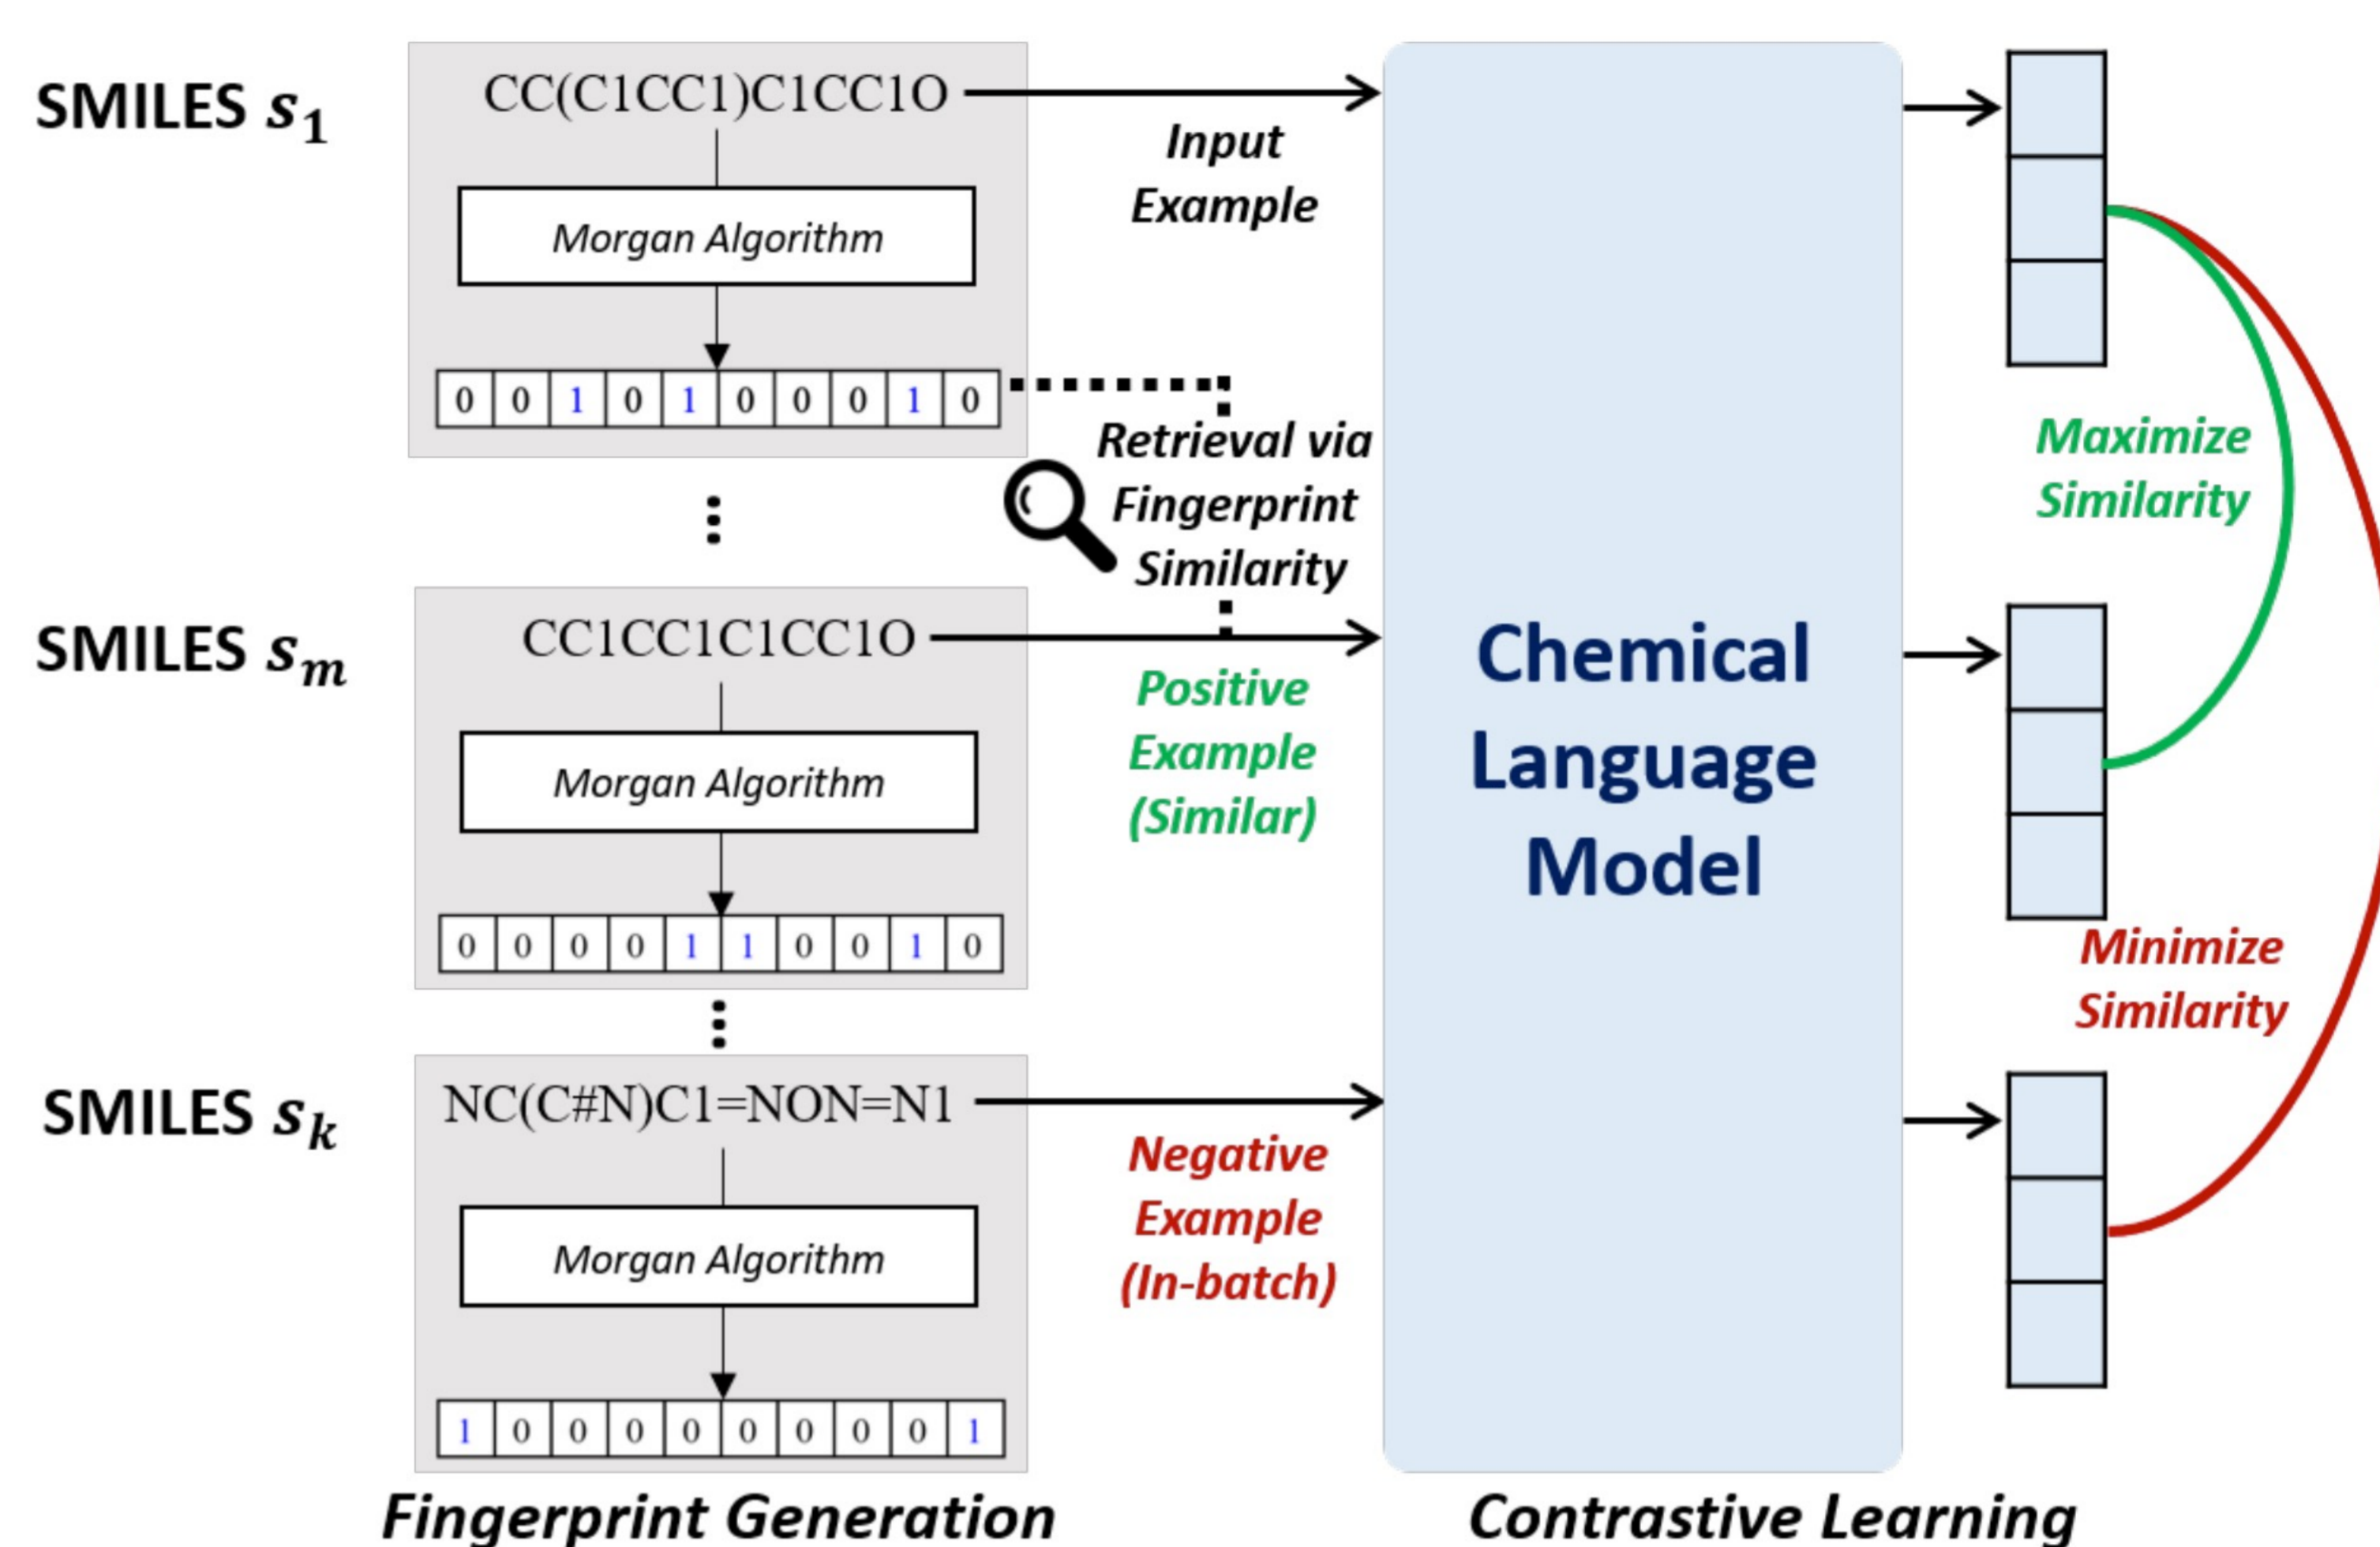 SMILES s1
CC(C1CC1)C1CC1O
Morgan Algorithm
0 0 1 0 1 0 0 0 1 0
Input
Example
Retrieval via
Fingerprint
Similarity
SMILES sm
CC1CC1C1CC1O
Morgan Algorithm
0 0 0 0 1 1 0 0 1 0
Positive
Example
(Similar)
SMILES sk
NC(C#N)C1=NON=N1
Morgan Algorithm
1 0 0 0 0 0 0 0 0 1
Negative
Example
(In-batch)
Chemical
Language
Model
Maximize
Similarity
Minimize
Similarity
Fingerprint Generation
Contrastive Learning